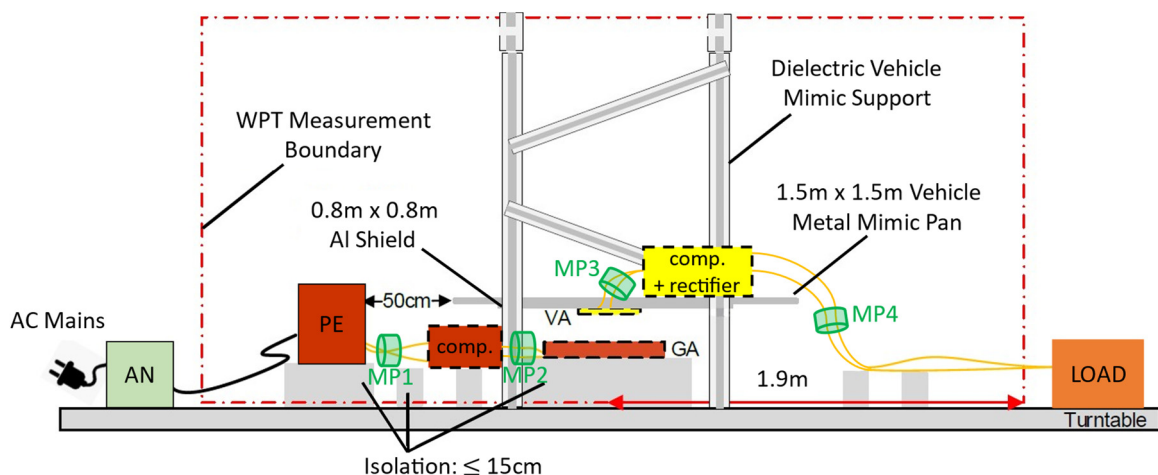 WPT Measurement
Boundary
Dielectric Vehicle
Mimic Support
0.8m x 0.8m
Al Shield
1.5m x 1.5m Vehicle
Metal Mimic Pan
MP3
comp.
+ rectifier
50cm
VA
MP4
AC Mains
PE
AN
MP1
comp.
MP2
GA
1.9m
LOAD
Turntable
Isolation: ≤ 15cm